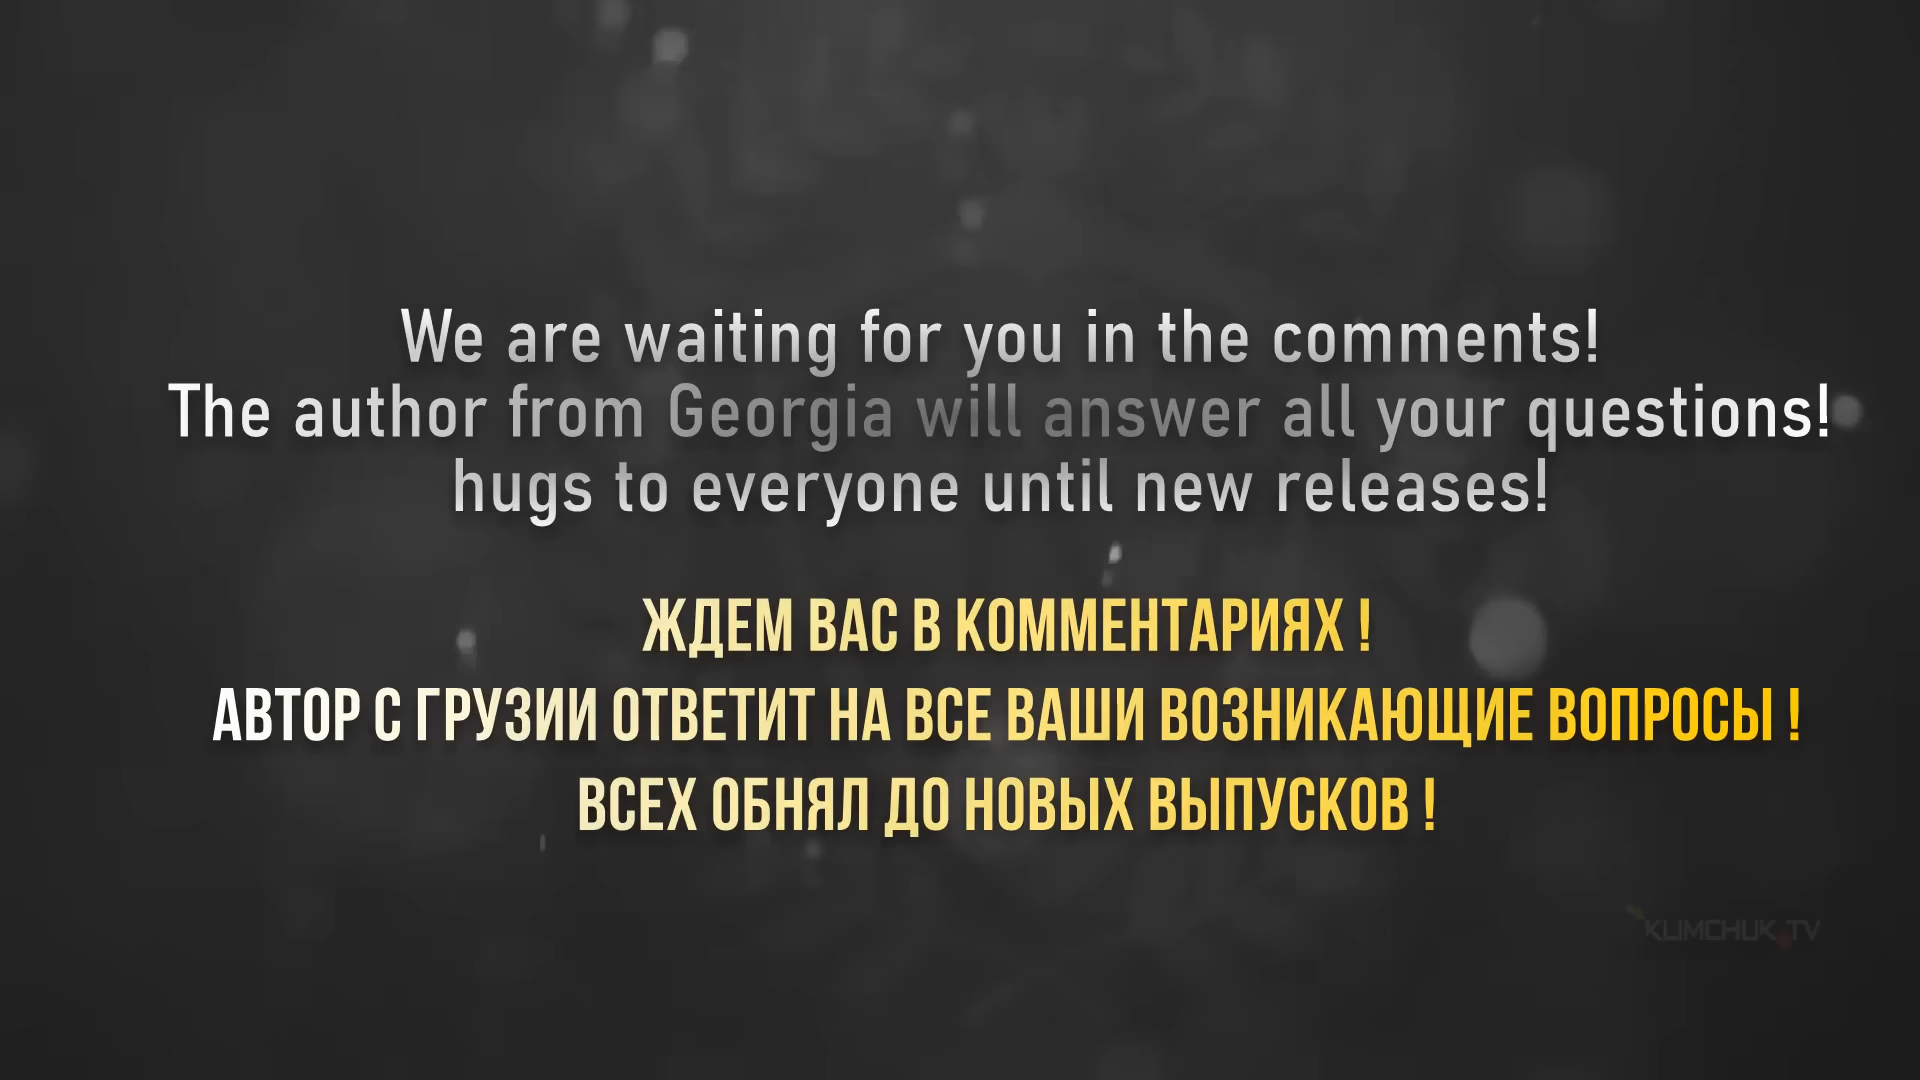 We are waiting for you in the comments!
The author from Georgia will answer all your questions!
hugs to everyone until new releases!
ЖДЕМ ВАС В КОММЕНТАРИЯХ !
АВТОР С ГРУЗИИ ОТВЕТИТ НА ВСЕ ВАШИ ВОЗНИКАЮЩИЕ ВОПРОСЫ !
ВСЕХ ОБНЯЛ ДО НОВЫХ ВЫПУСКОВ !
KLIMCHUK.TV